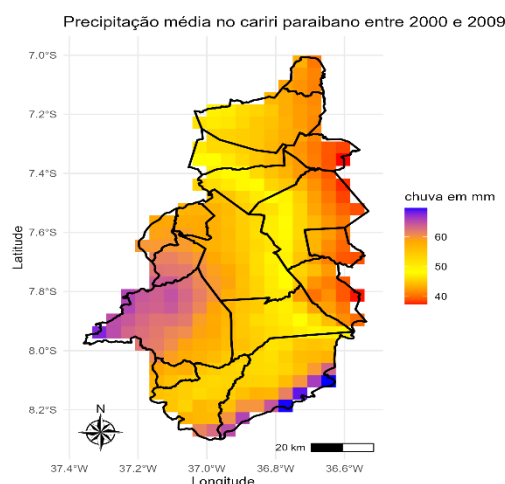 Precipitação média no cariri paraibano entre 2000 e 2009
7.0°S
7.2°S
7.4°S
7.6°S
7.8°S
8.0°S
8.2°S
Latitude
chuva em mm
60
50
40
N
20 km
37.4°W 37.2°W 37.0°W 36.8°W 36.6°W
Longitude